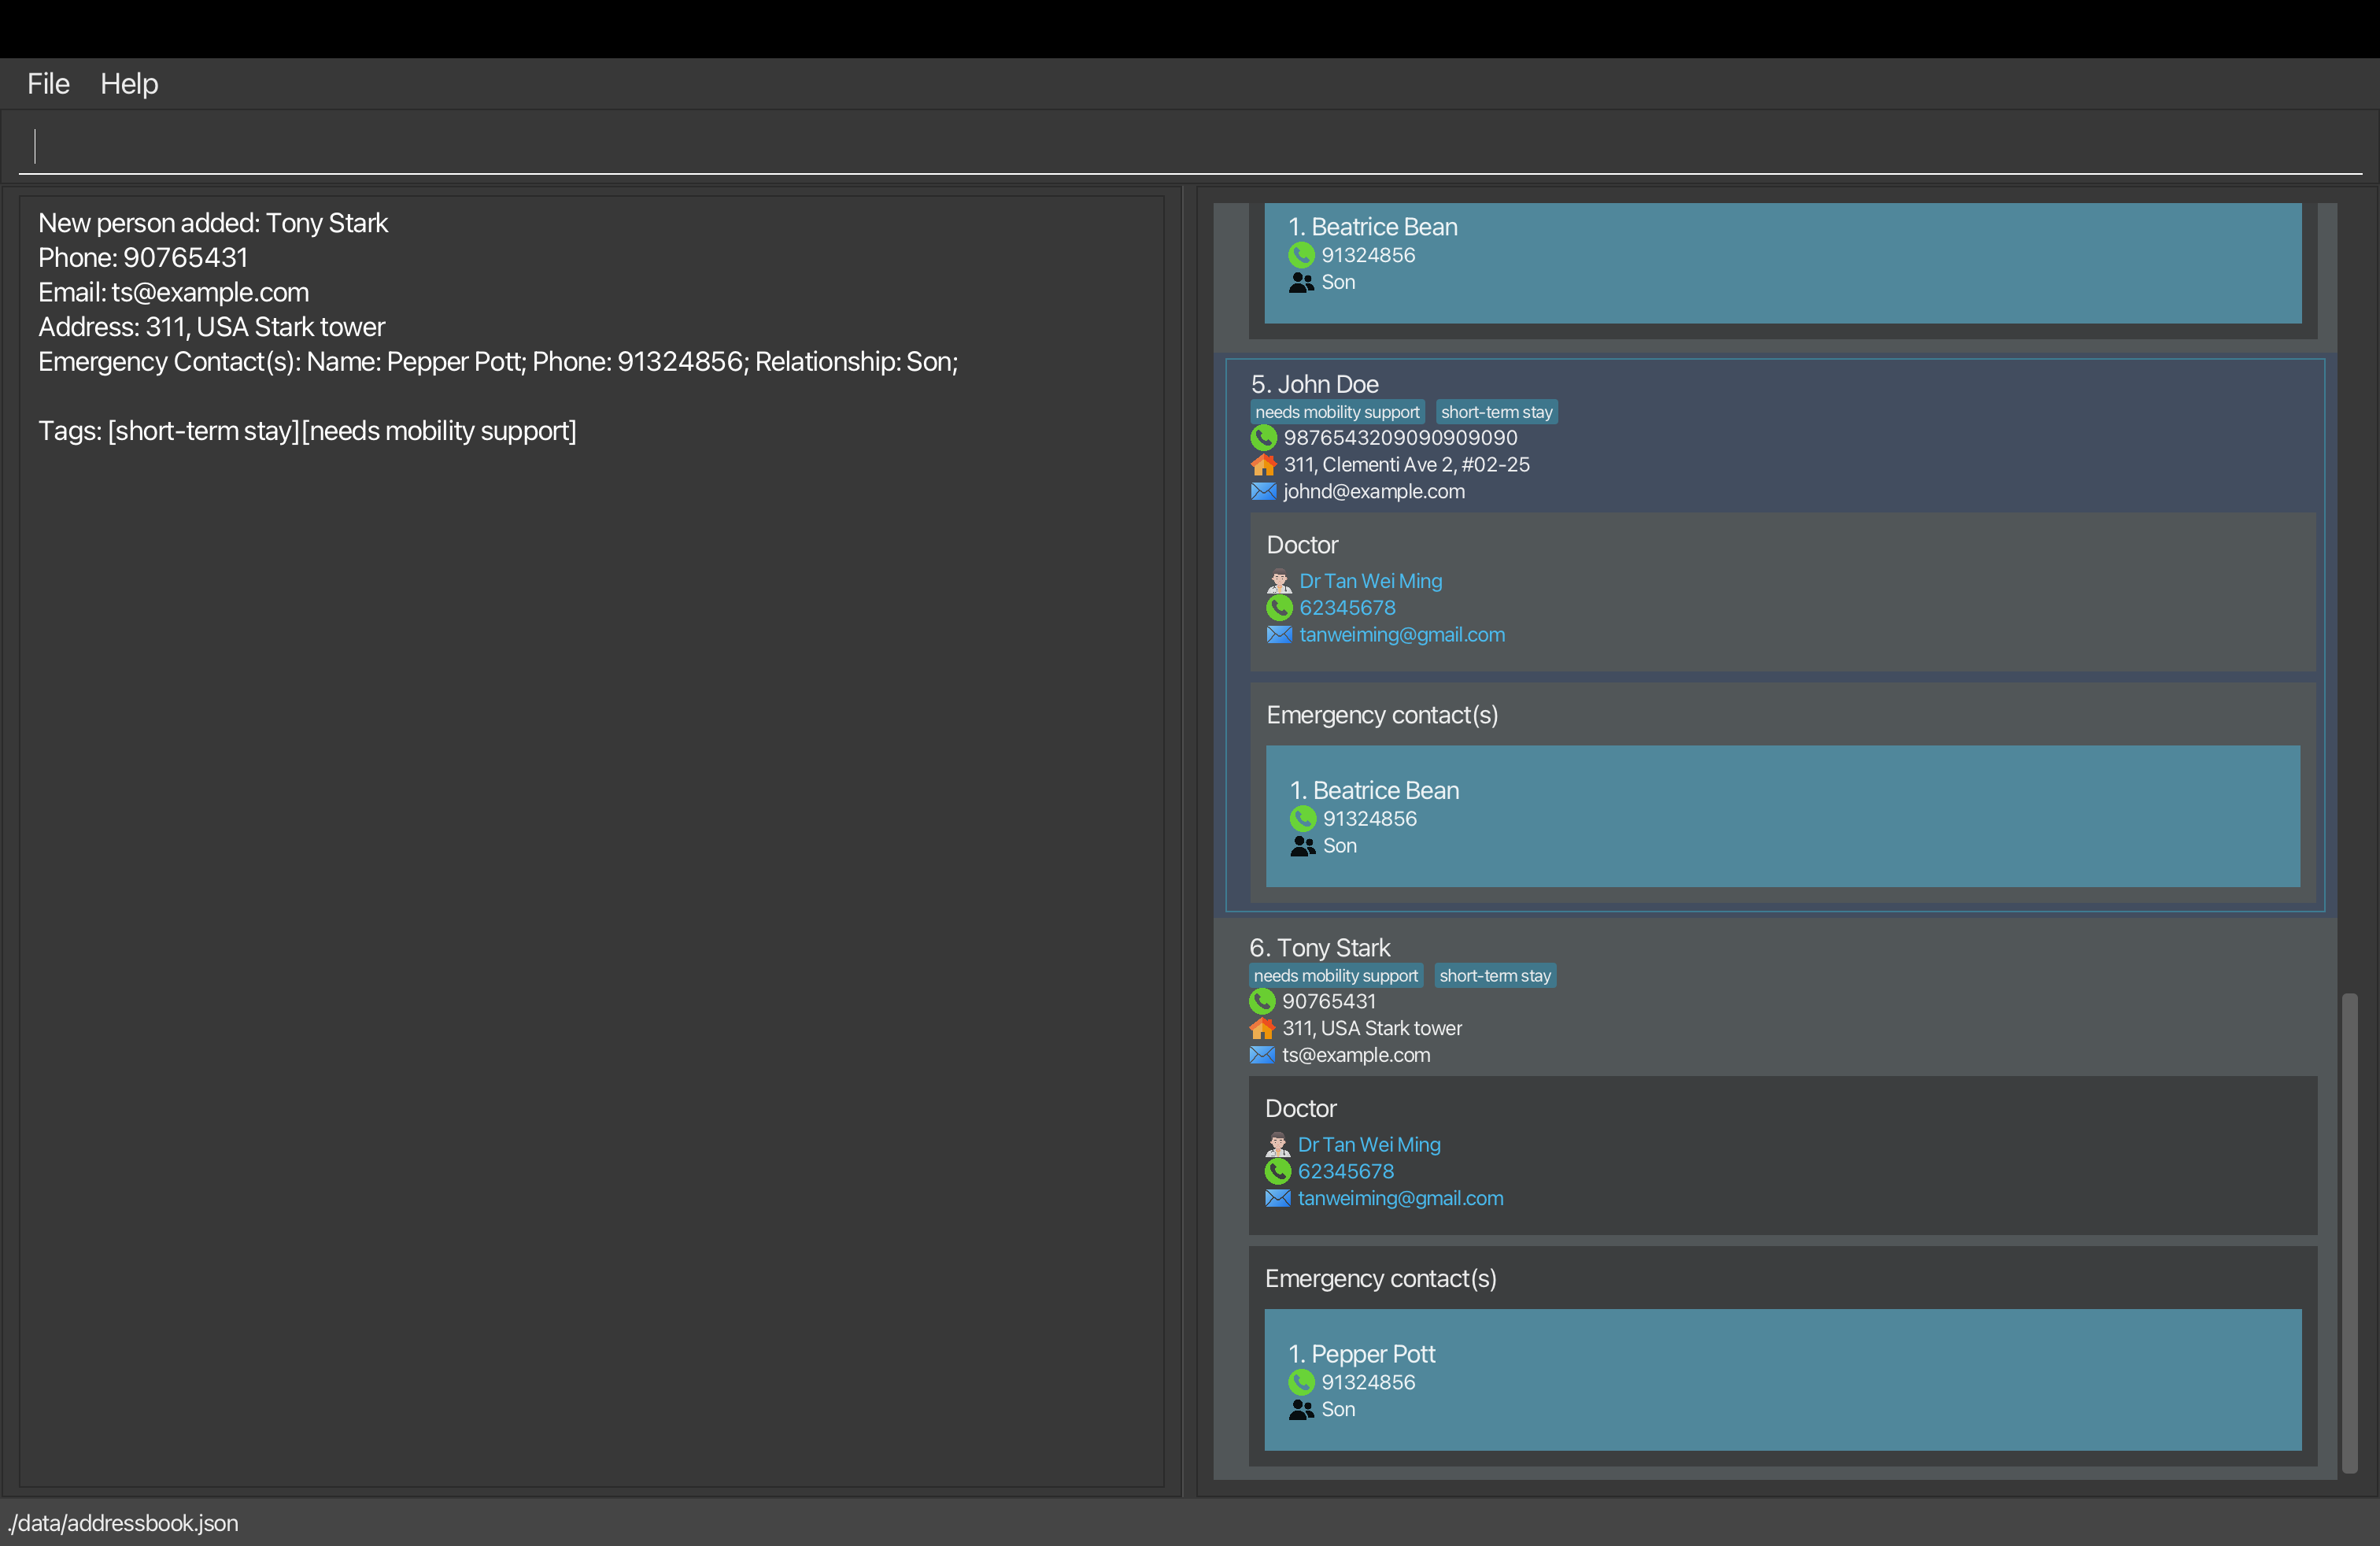 File Help
New person added: Tony Stark
Phone: 90765431
Email: ts@example.com
Address: 311, USA Stark tower
Emergency Contact(s): Name: Pepper Pott; Phone: 91324856; Relationship: Son;
Tags: [short-term stay][needs mobility support]
1. Beatrice Bean
91324856
Son
5. John Doe
needs mobility support short-term stay
9876543209090909090
311, Clementi Ave 2, #02-25
johnd@example.com
Doctor
Dr Tan Wei Ming
62345678
tanweiming@gmail.com
Emergency contact(s)
1. Beatrice Bean
91324856
Son
6. Tony Stark
needs mobility support short-term stay
90765431
311, USA Stark tower
ts@example.com
Doctor
Dr Tan Wei Ming
62345678
tanweiming@gmail.com
Emergency contact(s)
1. Pepper Pott
91324856
Son
./data/addressbook.json